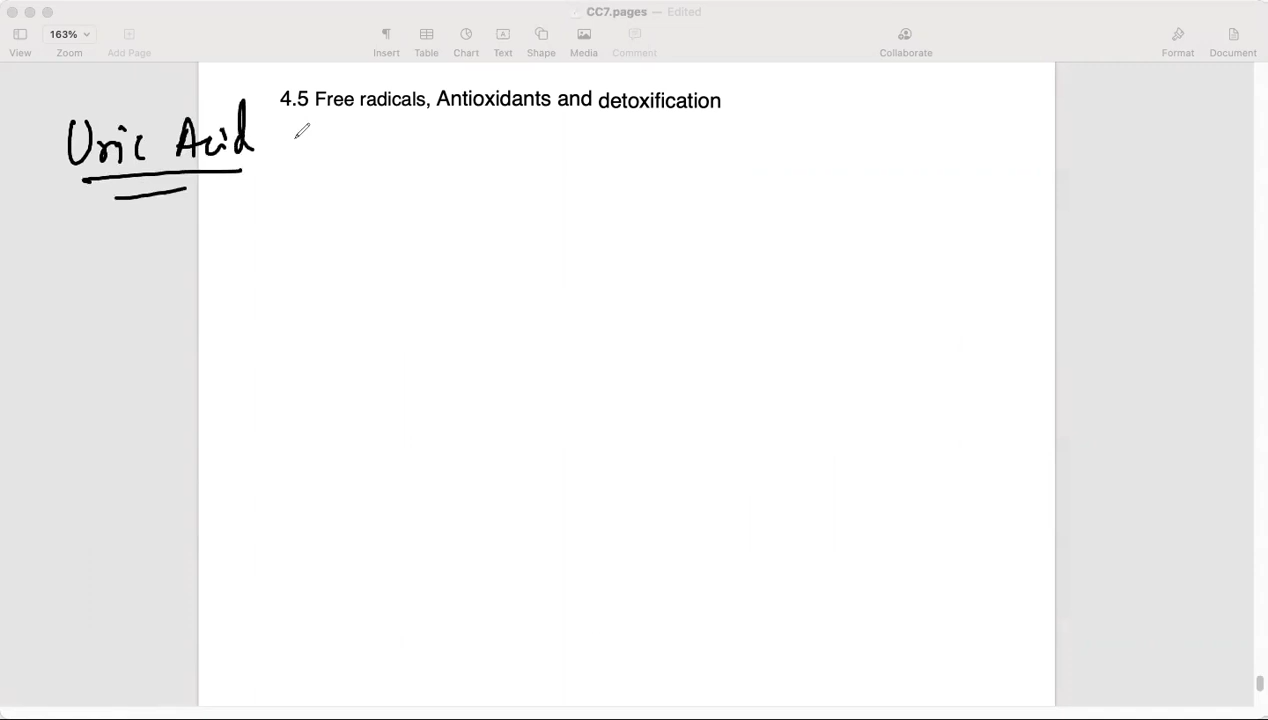 CC7.pages — Edited
163%
View Zoom Add Page Insert Table Chart Text Shape Media Comment Collaborate Format Document
4.5 Free radicals, Antioxidants and detoxification
Uric Acid